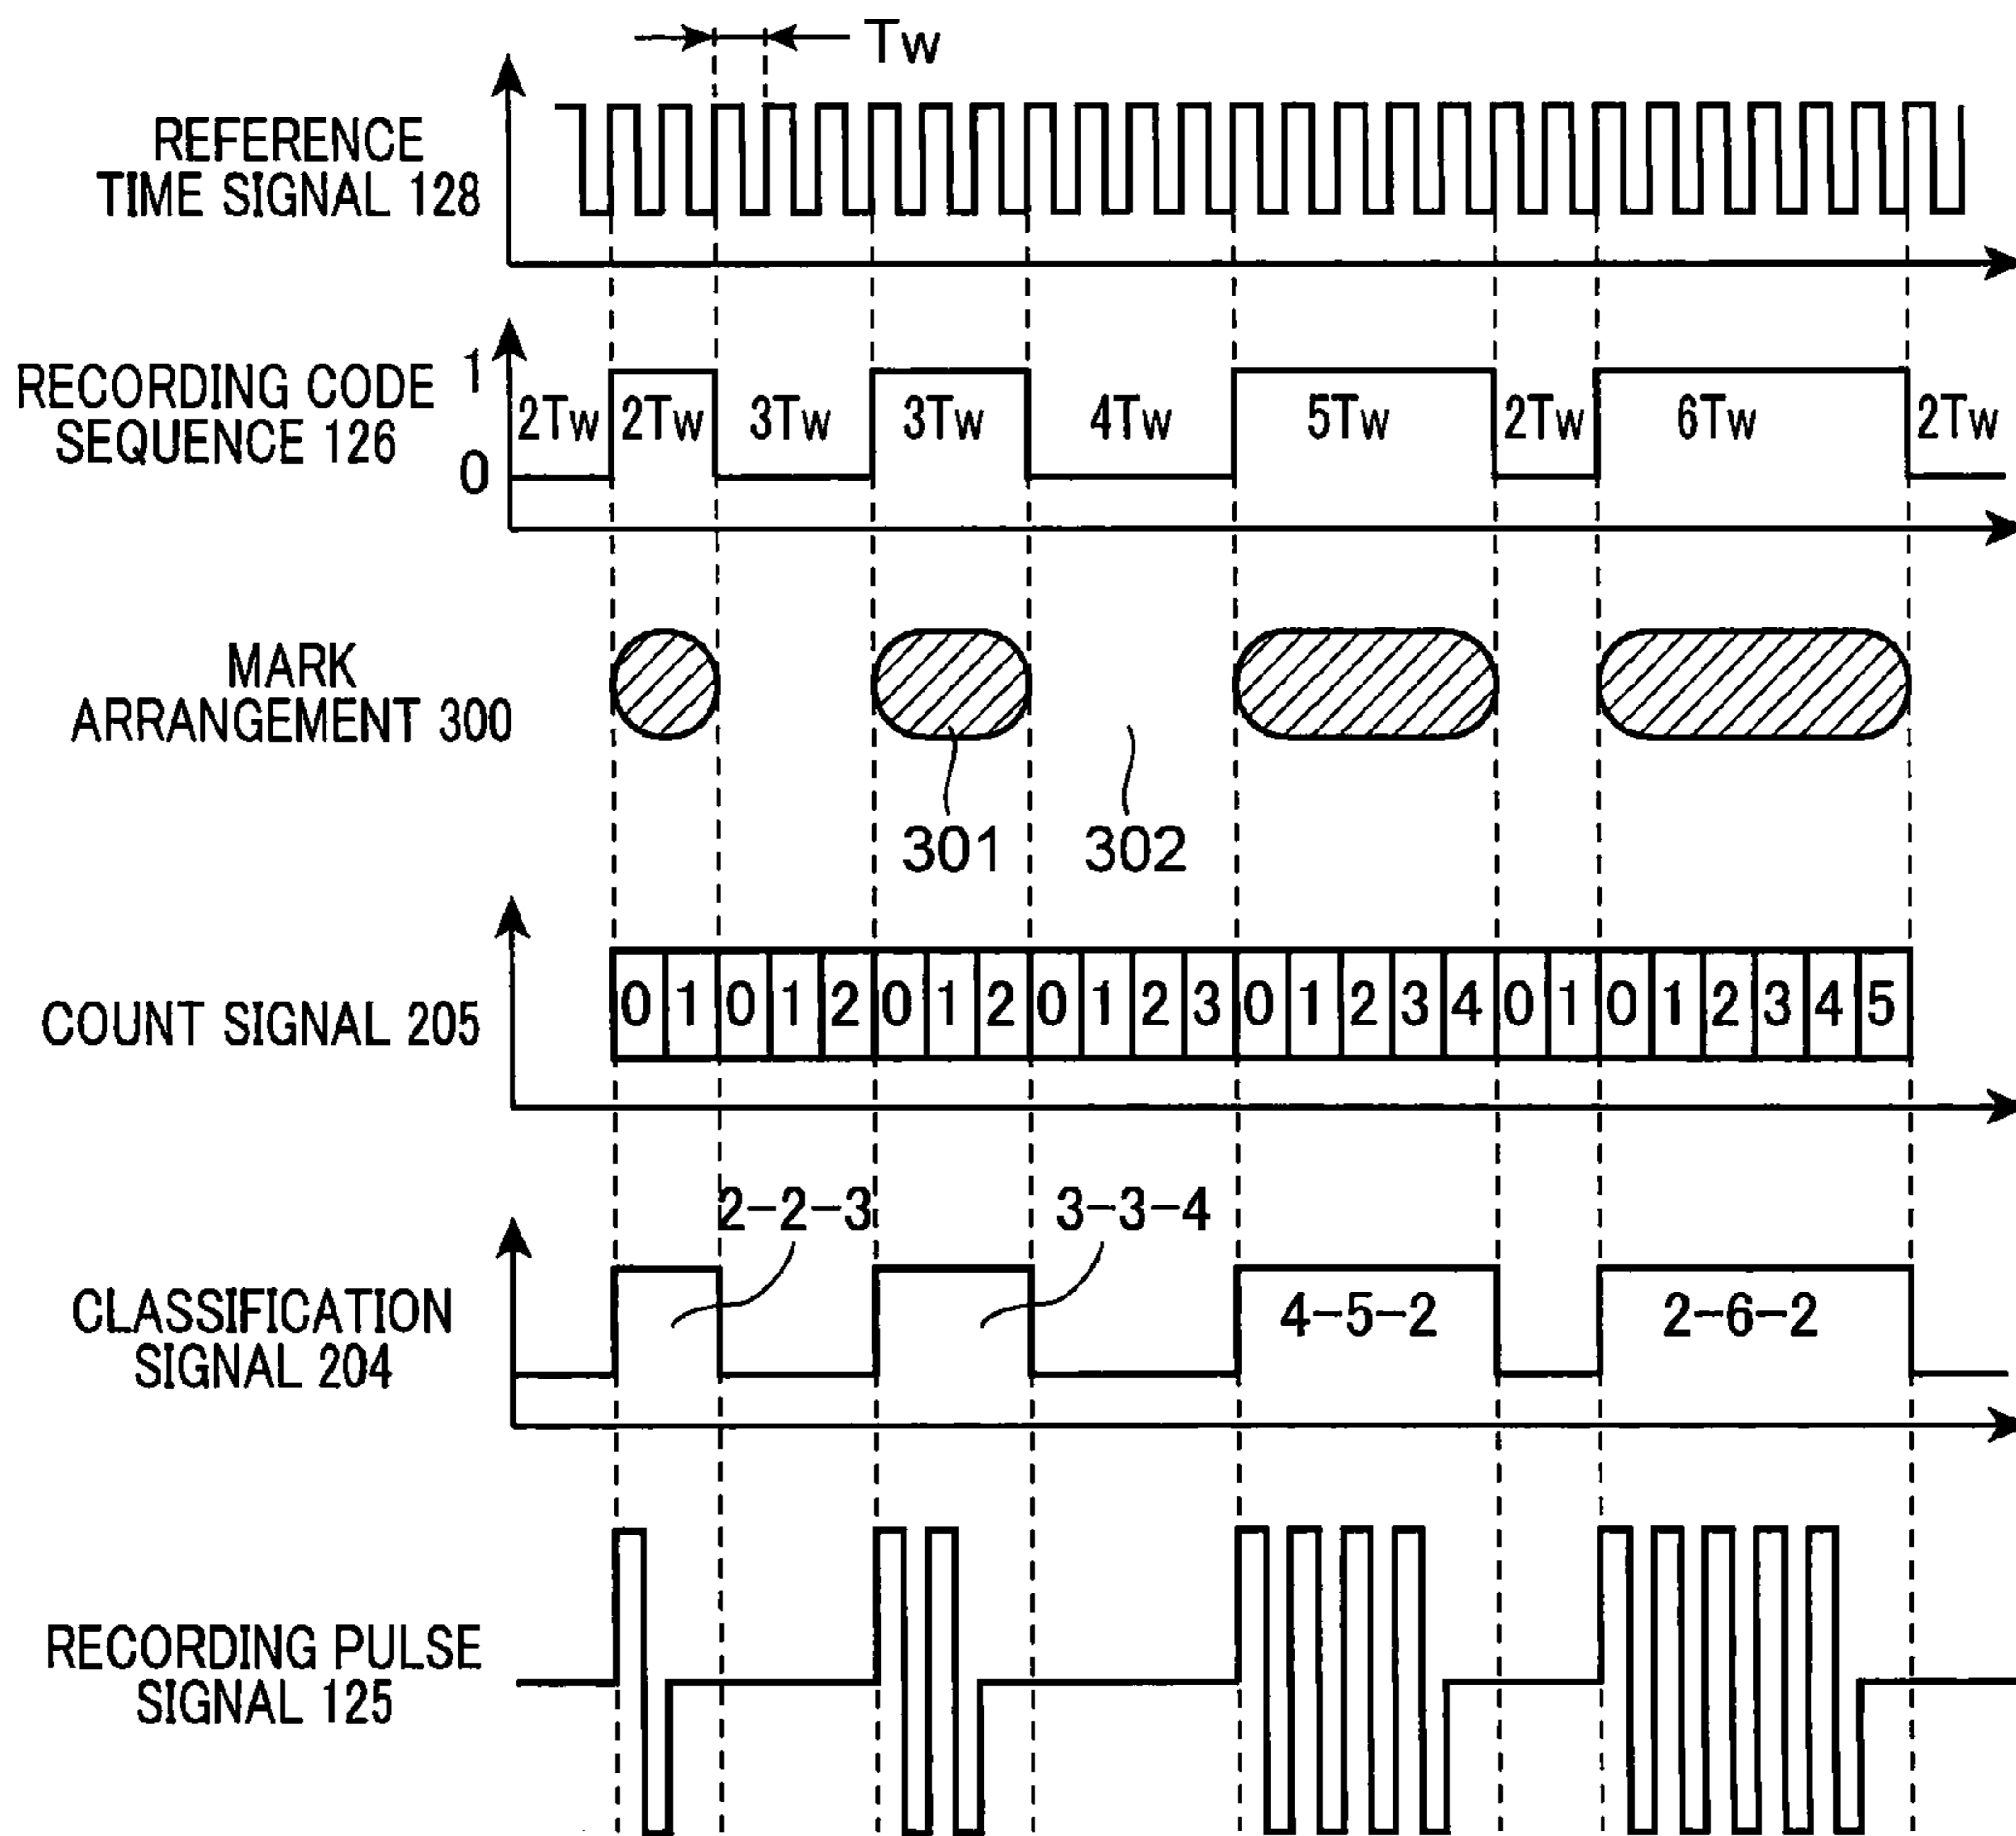 Tw
REFERENCE
TIME SIGNAL 128
RECORDING CODE
SEQUENCE 126
1
0
2Tw 2Tw 3Tw 3Tw 4Tw 5Tw 2Tw 6Tw 2Tw
MARK
ARRANGEMENT 300
301 302
COUNT SIGNAL 205
0 1 0 1 2 0 1 2 0 1 2 3 0 1 2 3 4 0 1 0 1 2 3 4 5
2-2-3 3-3-4
CLASSIFICATION
SIGNAL 204
4-5-2 2-6-2
RECORDING PULSE
SIGNAL 125